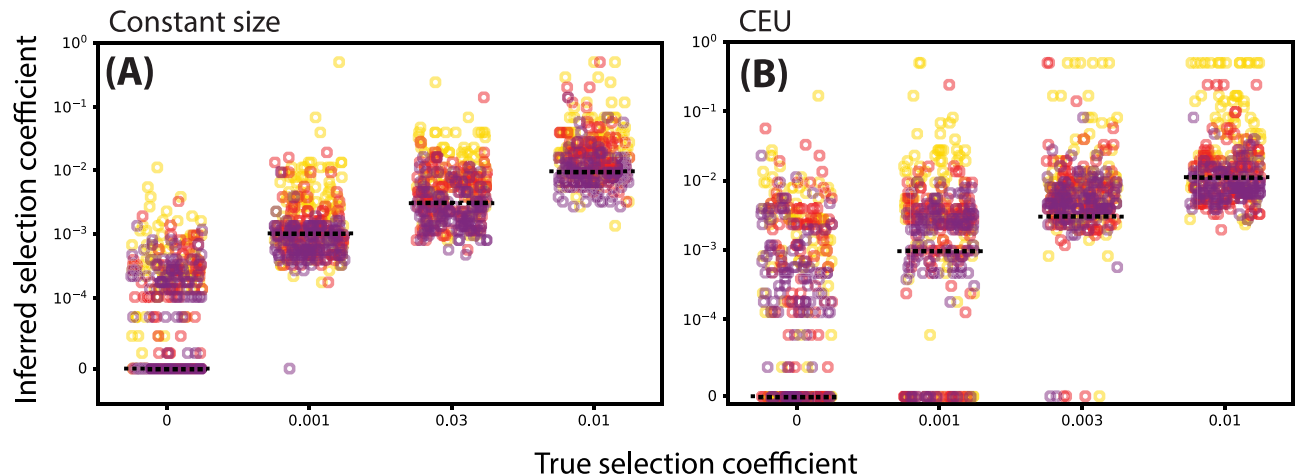 Constant size
CEU
(A)
(B)
Inferred selection coefficient
10⁰
10⁻¹
10⁻²
10⁻³
10⁻⁴
0
10⁰
10⁻¹
10⁻²
10⁻³
10⁻⁴
0
0 0.001 0.03 0.01
0 0.001 0.003 0.01
True selection coefficient